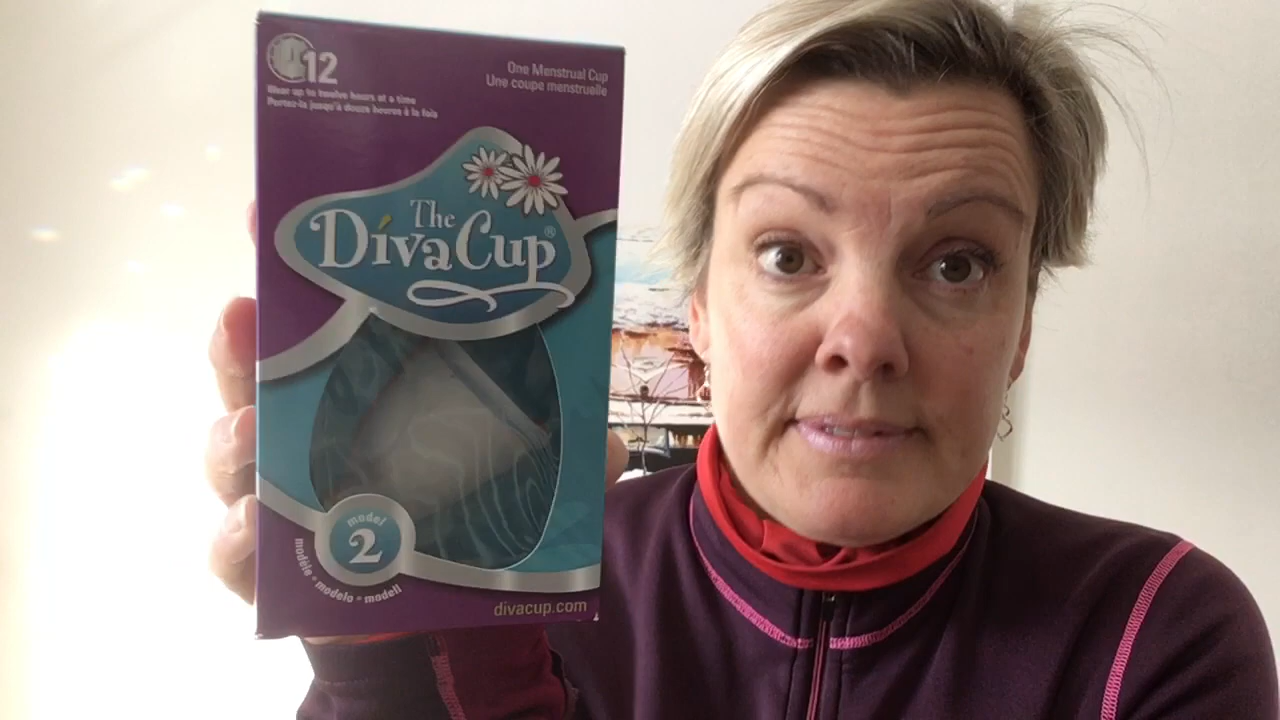 12
Wear up to twelve hours at a time
Portez-la jusqu'à douze heures à la fois
One Menstrual Cup
Une coupe menstruelle
The
DivaCup®
model
2
modèle • modelo • modell
divacup.com